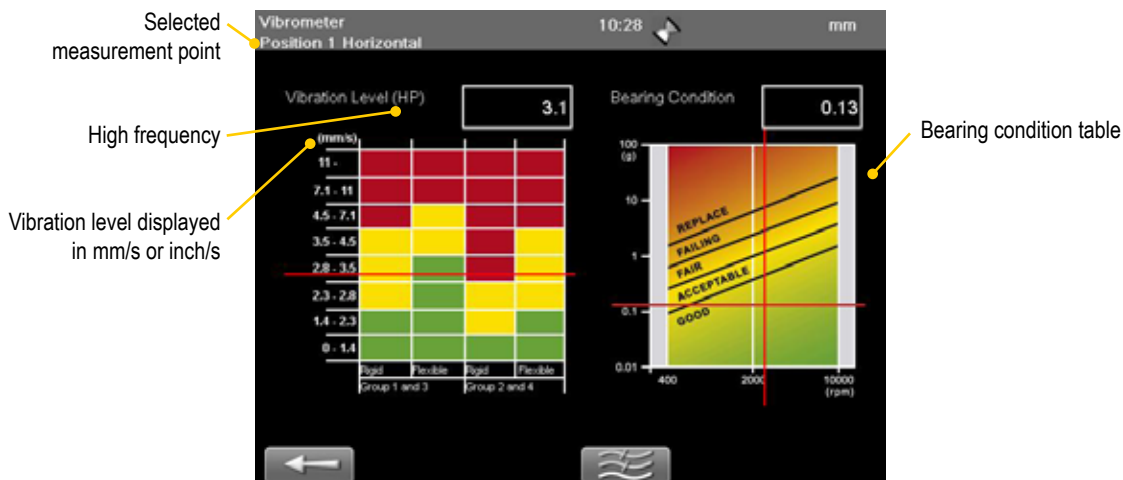 Selected
measurement point
High frequency
Vibration level displayed
in mm/s or inch/s
Vibrometer
Position 1 Horizontal
10:28
mm
Vibration Level (HP)
3.1
(mm/s)
11 -
7.1 - 11
4.5 - 7.1
3.5 - 4.5
2.8 - 3.5
2.3 - 2.8
1.4 - 2.3
0 - 1.4
Rigid Flexible Rigid Flexible
Group 1 and 3 Group 2 and 4
Bearing Condition
0.13
100
(g)
10
1
0.1
0.01
REPLACE
FAILING
FAIR
ACCEPTABLE
GOOD
400 2000 10000
(rpm)
Bearing condition table